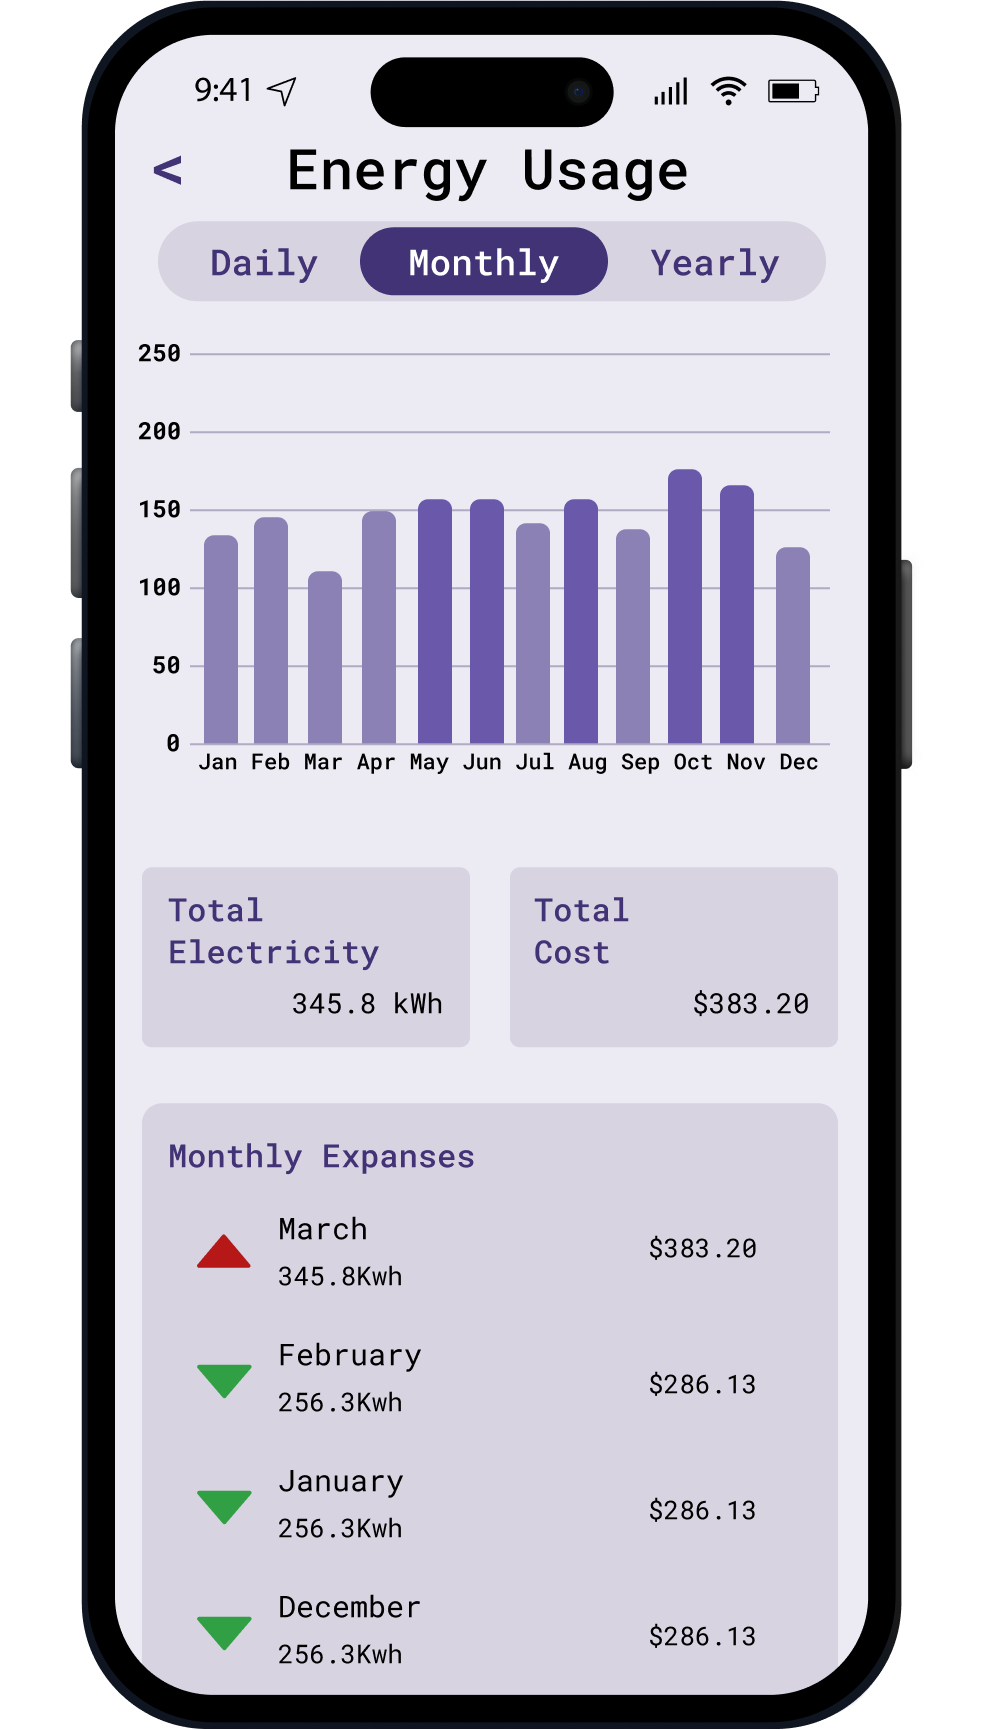 9:41
< Energy Usage
Daily Monthly Yearly
250
200
150
100
50
0
Jan Feb Mar Apr May Jun Jul Aug Sep Oct Nov Dec
Total
Electricity
345.8 kWh
Total
Cost
$383.20
Monthly Expanses
March
345.8Kwh
$383.20
February
256.3Kwh
$286.13
January
256.3Kwh
$286.13
December
256.3Kwh
$286.13